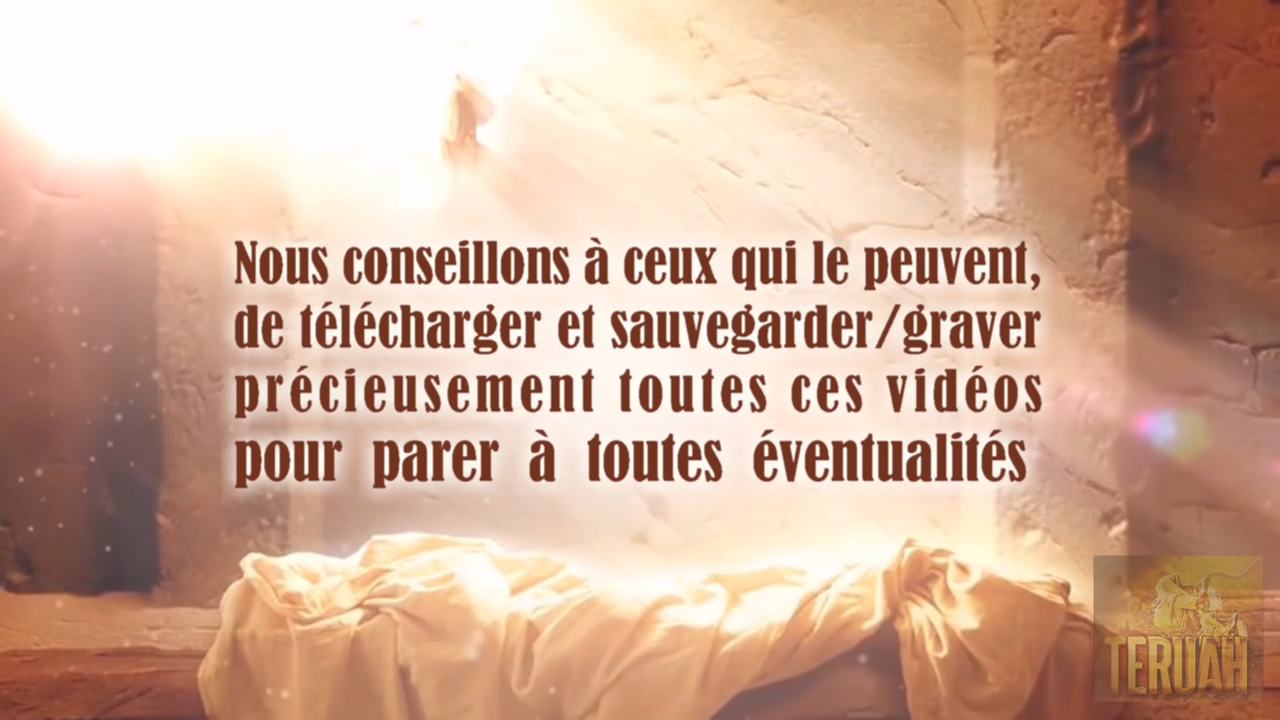 Nous conseillons à ceux qui le peuvent,
de télécharger et sauvegarder/graver
précieusement toutes ces vidéos
pour parer à toutes éventualités
TERUAH